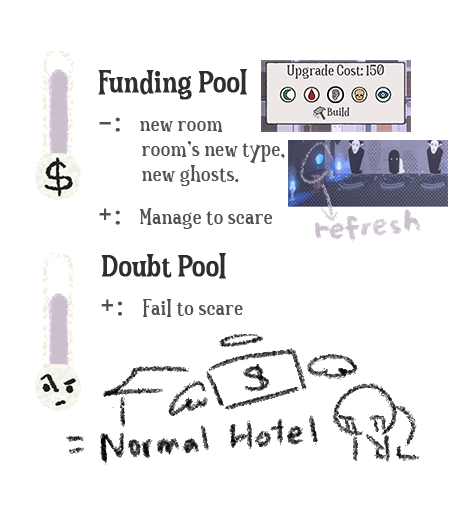 Funding Pool
Upgrade Cost: 150
Build
$
−: new room
room's new type,
new ghosts.
+: Manage to scare
refresh
Doubt Pool
+: Fail to scare
$
= Normal Hotel